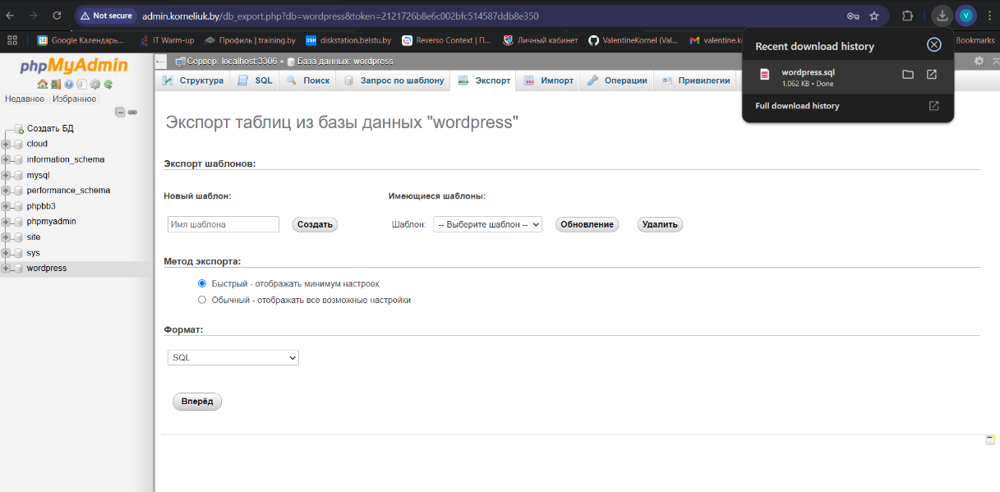 Not secure
admin.korneliuk.by/db_export.php?db=wordpress&token=2121726b8e6c002bfc514587ddb8e350
V
Google Календарь...
IT Warm-up
Профиль | training.by
diskstation.belstu.by
Reverso Context | П...
Личный кабинет
ValentineKornel (Val...
valentine.k
Bookmarks
Recent download history
wordpress.sql
1,062 KB • Done
Full download history
phpMyAdmin
Недавнее Избранное
Создать БД
cloud
information_schema
mysql
performance_schema
phpbb3
phpmyadmin
site
sys
wordpress
Сервер: localhost:3306 » База данных: wordpress
Структура SQL Поиск Запрос по шаблону Экспорт Импорт Операции Привилегии
Экспорт таблиц из базы данных "wordpress"
Экспорт шаблонов:
Новый шаблон: Имеющиеся шаблоны:
Имя шаблона Создать Шаблон: -- Выберите шаблон -- Обновление Удалить
Метод экспорта:
Быстрый - отображать минимум настроек
Обычный - отображать все возможные настройки
Формат:
SQL
Вперёд